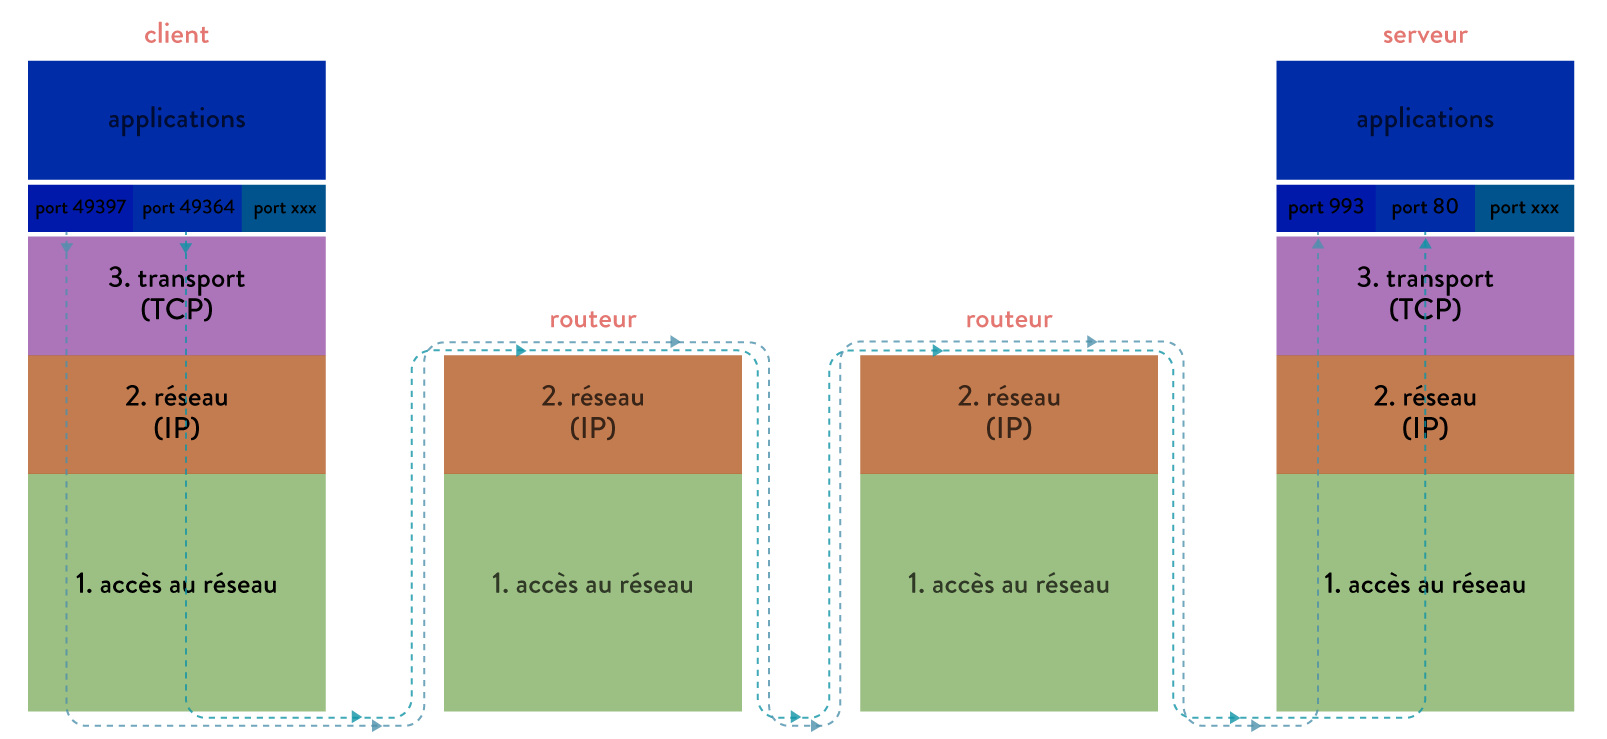 client
serveur
applications
applications
port 49397
port 49364
port xxx
port 993
port 80
port xxx
3. transport
(TCP)
3. transport
(TCP)
routeur
routeur
2. réseau
(IP)
2. réseau
(IP)
2. réseau
(IP)
2. réseau
(IP)
1. accès au réseau
1. accès au réseau
1. accès au réseau
1. accès au réseau